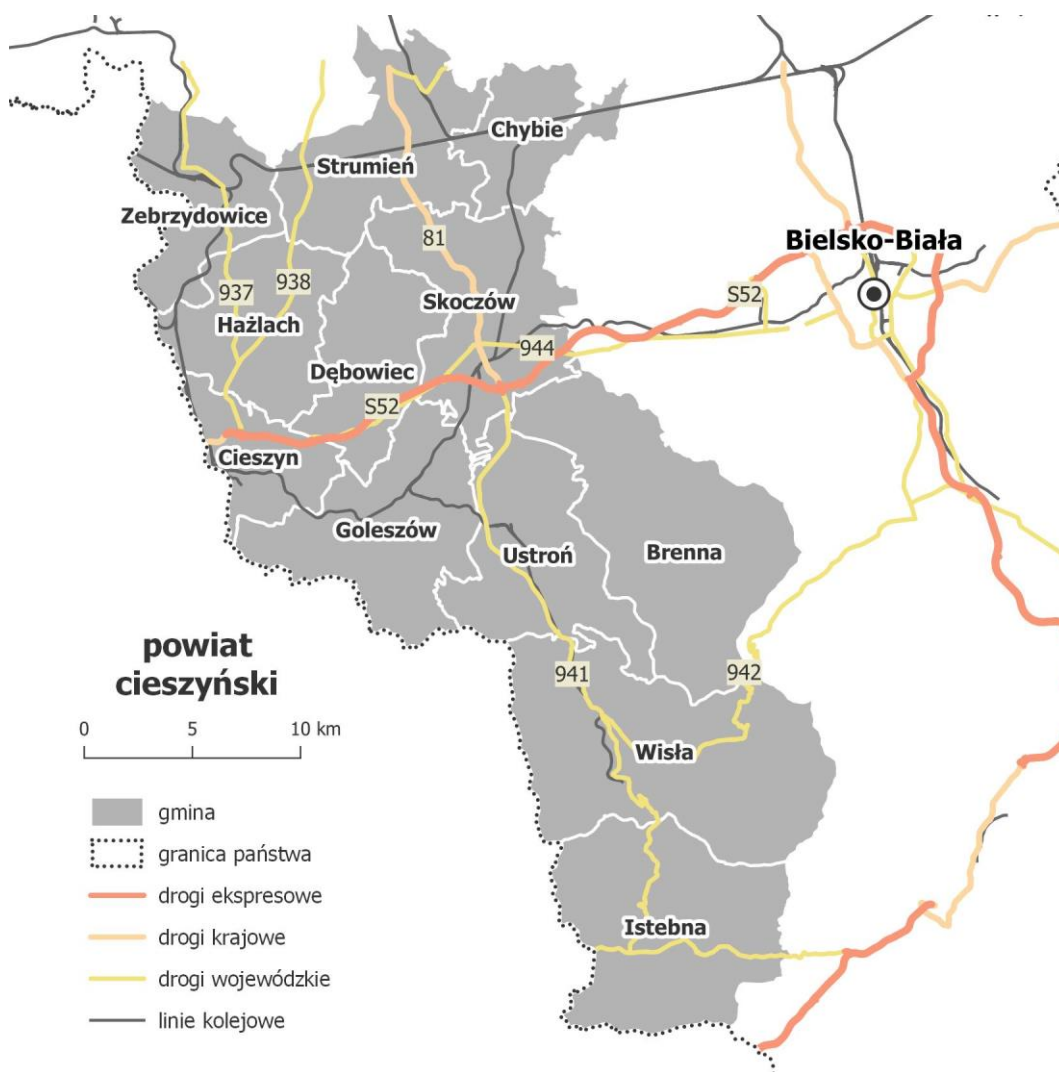 Chybie
Strumień
Zebrzydowice
81
Bielsko-Biała
937
938
Skoczów
S52
Hażlach
944
Dębowiec
S52
Cieszyn
Goleszów
Ustroń
Brenna
powiat
cieszyński
941
942
0 5 10 km
Wisła
gmina
granica państwa
drogi ekspresowe
Istebna
drogi krajowe
drogi wojewódzkie
linie kolejowe